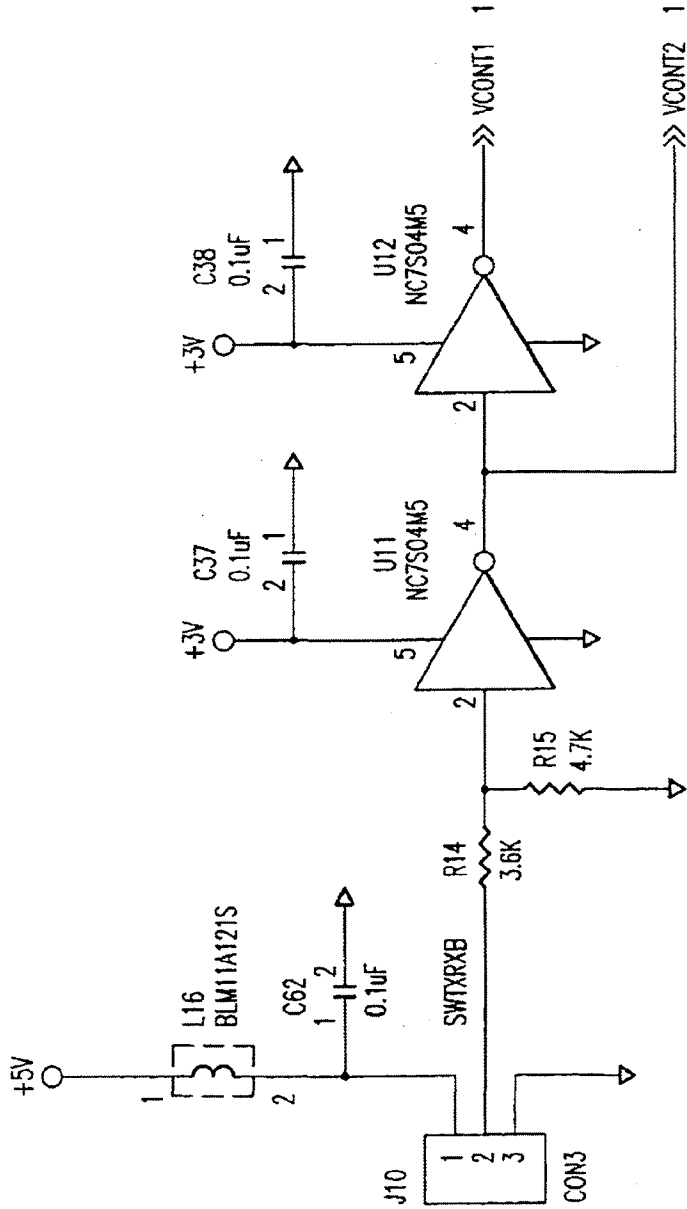 +5V
1
L16
BLM11A121S
2
C62
1 2
0.1uF
J10
1
2
3
CON3
SWTXRXB
R14
3.6K
R15
4.7K
+3V
C37
0.1uF
2 1
5
U11
NC7S04M5
2
4
+3V
C38
0.1uF
2 1
5
U12
NC7S04M5
2
4
VCONT1 1
VCONT2 1